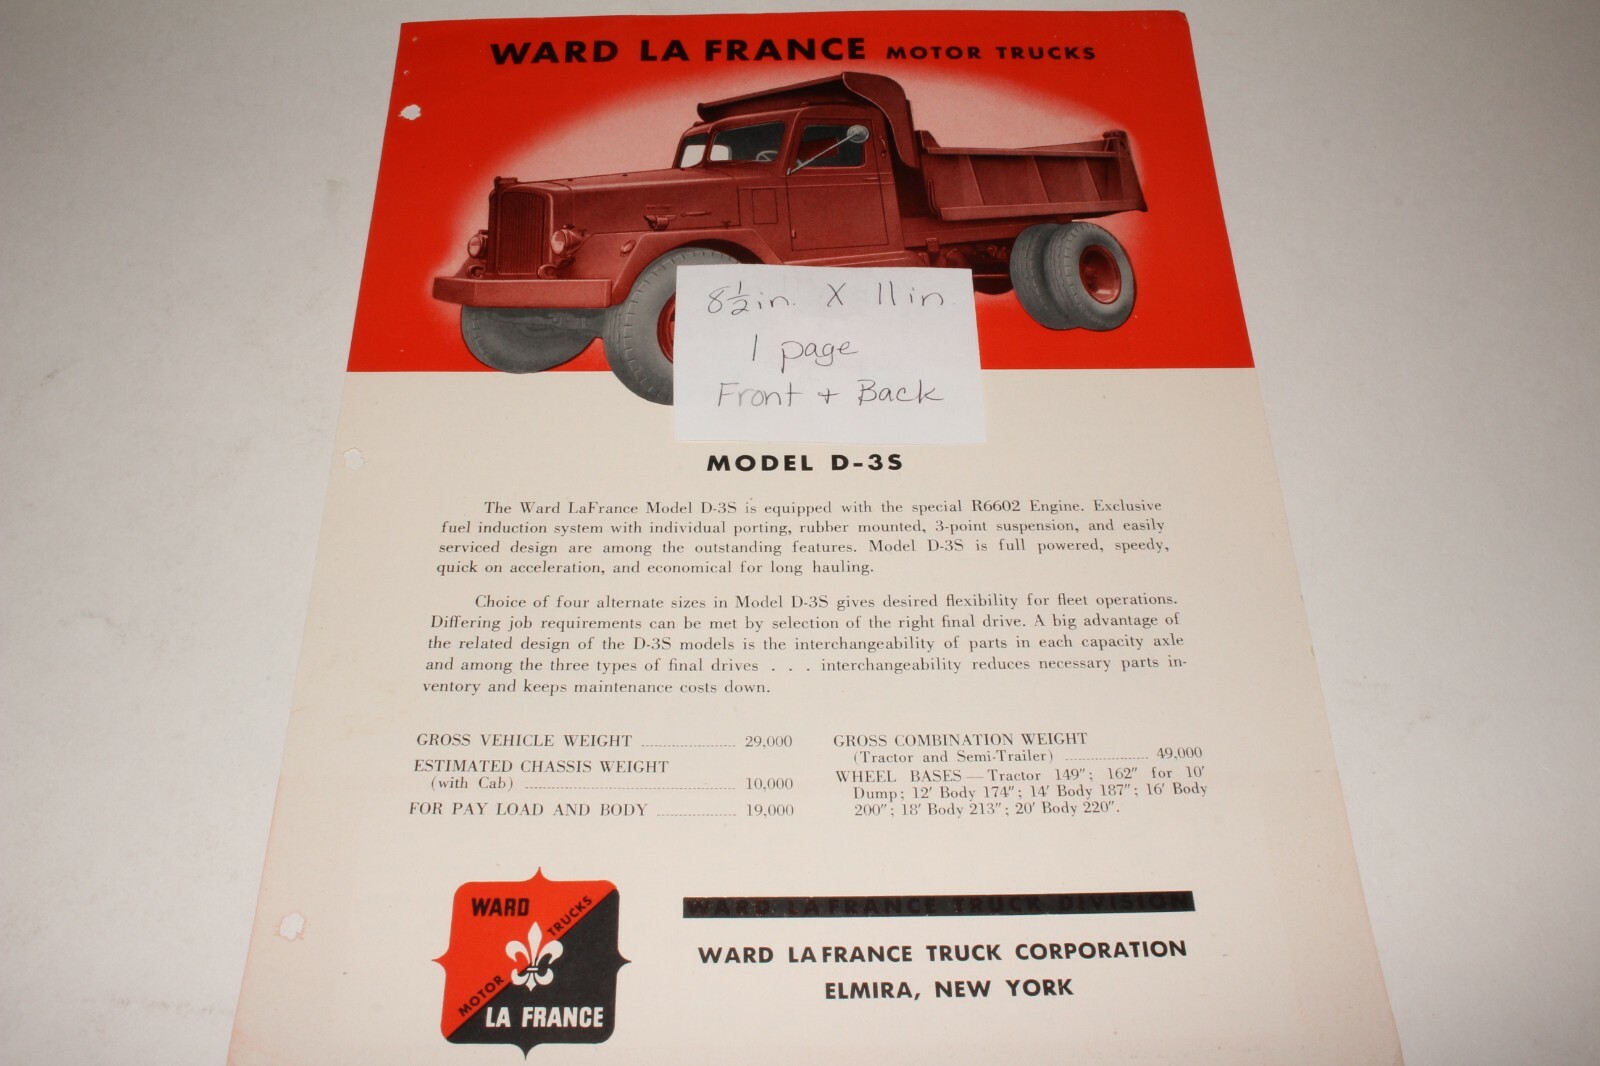 WARD LA FRANCE MOTOR TRUCKS
8½in. X 11in.
1 page
Front + Back
MODEL D-3S
The Ward LaFrance Model D-3S is equipped with the special R6602 Engine. Exclusive
fuel induction system with individual porting, rubber mounted, 3-point suspension, and easily
serviced design are among the outstanding features. Model D-3S is full powered, speedy,
quick on acceleration, and economical for long hauling.
Choice of four alternate sizes in Model D-3S gives desired flexibility for fleet operations.
Differing job requirements can be met by selection of the right final drive. A big advantage of
the related design of the D-3S models is the interchangeability of parts in each capacity axle
and among the three types of final drives . . . interchangeability reduces necessary parts in-
ventory and keeps maintenance costs down.
GROSS VEHICLE WEIGHT ........ 29,000
ESTIMATED CHASSIS WEIGHT
(with Cab) ........ 10,000
FOR PAY LOAD AND BODY ........ 19,000
GROSS COMBINATION WEIGHT
(Tractor and Semi-Trailer) ........ 49,000
WHEEL BASES — Tractor 149"; 162" for 10'
Dump; 12' Body 174"; 14' Body 187"; 16' Body
200"; 18' Body 213"; 20' Body 220".
WARD
MOTOR TRUCKS
LA FRANCE
WARD LAFRANCE TRUCK DIVISION
WARD LAFRANCE TRUCK CORPORATION
ELMIRA, NEW YORK